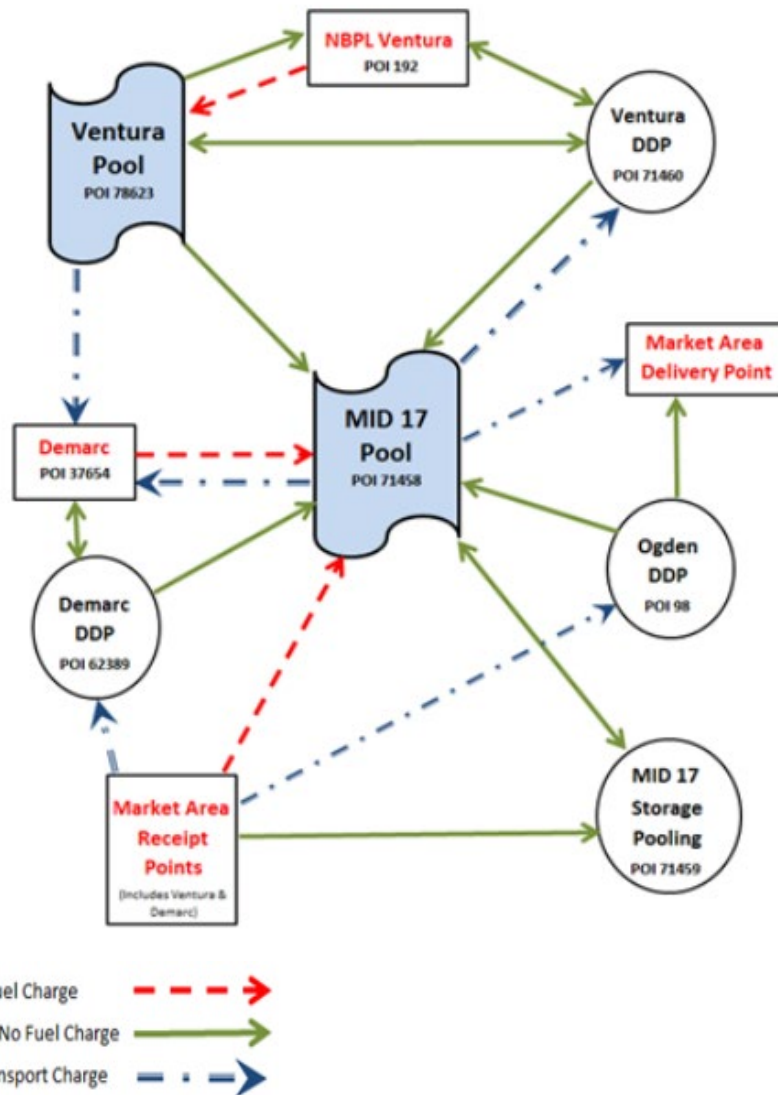 NBPL Ventura
POI 192
Ventura
Pool
POI 78623
Ventura
DDP
POI 71460
Market Area
Delivery Point
MID 17
Pool
POI 71458
Demarc
POI 37654
Ogden
DDP
POI 98
Demarc
DDP
POI 62389
MID 17
Storage
Pooling
POI 71459
Market Area
Receipt
Points
(Includes Ventura &
Demarc)
uel Charge
No Fuel Charge
nsport Charge